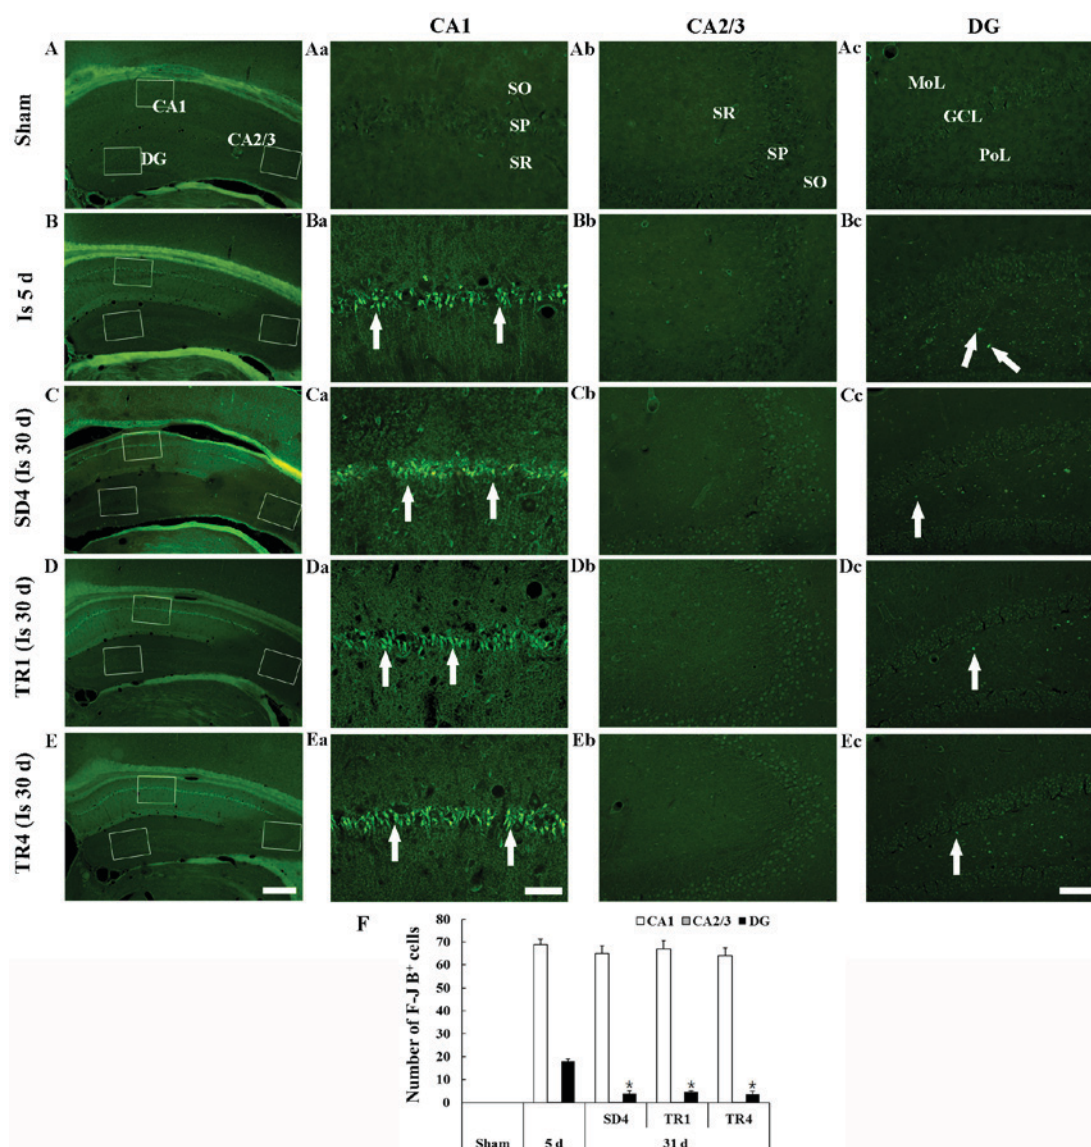 CA1 CA2/3 DG
Sham
A Aa Ab Ac
CA1
CA2/3
DG
SO
SP
SR
SR
SP
SO
MoL
GCL
PoL
Is 5 d
B Ba Bb Bc
SD4 (Is 30 d)
C Ca Cb Cc
TR1 (Is 30 d)
D Da Db Dc
TR4 (Is 30 d)
E Ea Eb Ec
F
CA1 CA2/3 DG
Number of F-J B⁺ cells
80
70
60
50
40
30
20
10
0
* * *
SD4 TR1 TR4
Sham 5 d 31 d